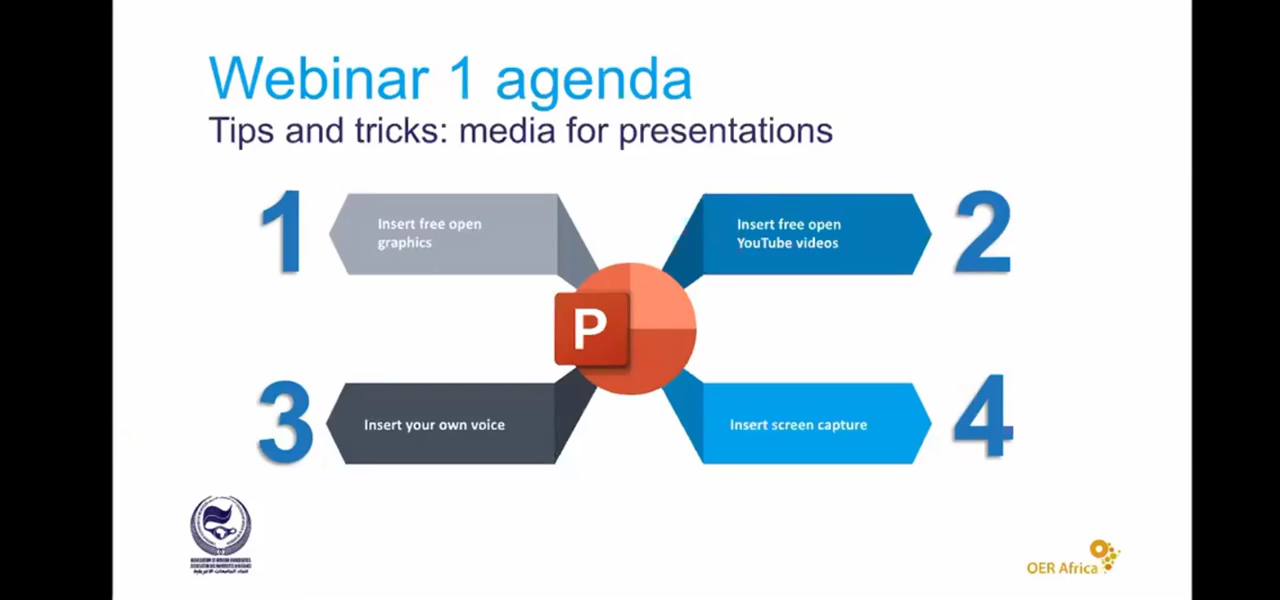 Webinar 1 agenda
Tips and tricks: media for presentations
1
Insert free open
graphics
2
Insert free open
YouTube videos
P
3
Insert your own voice
4
Insert screen capture
OER Africa